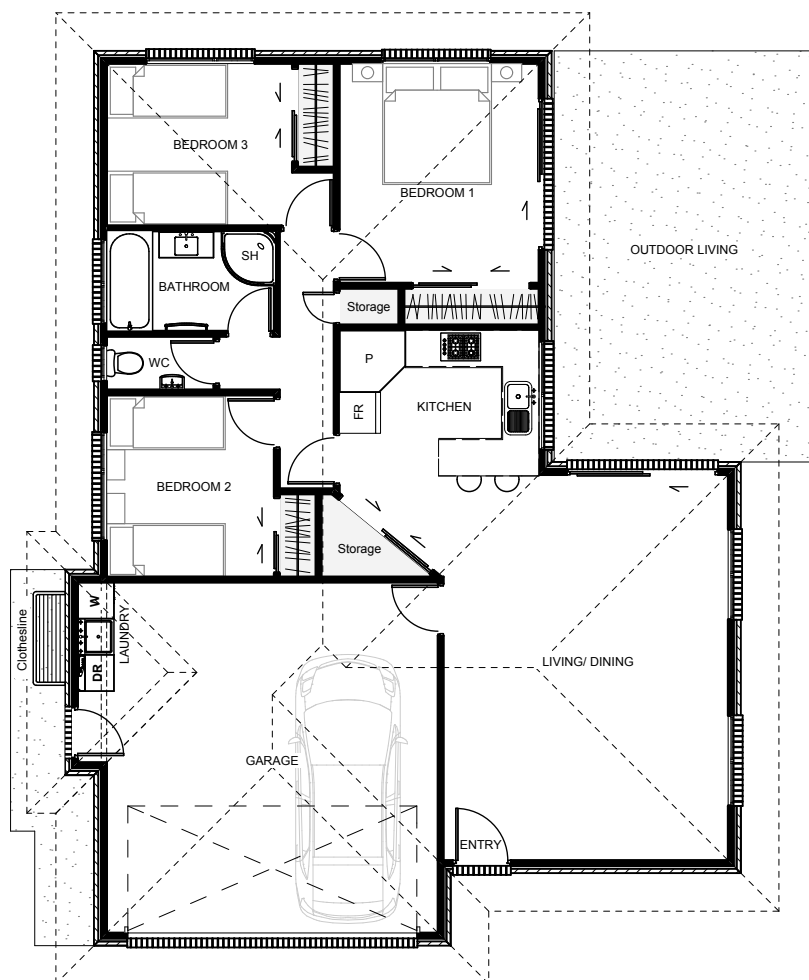 BEDROOM 3
BEDROOM 1
SH
OUTDOOR LIVING
BATHROOM
Storage
P
WC
FR
KITCHEN
BEDROOM 2
Storage
Clothesline
W
LAUNDRY
DR
LIVING/ DINING
GARAGE
ENTRY